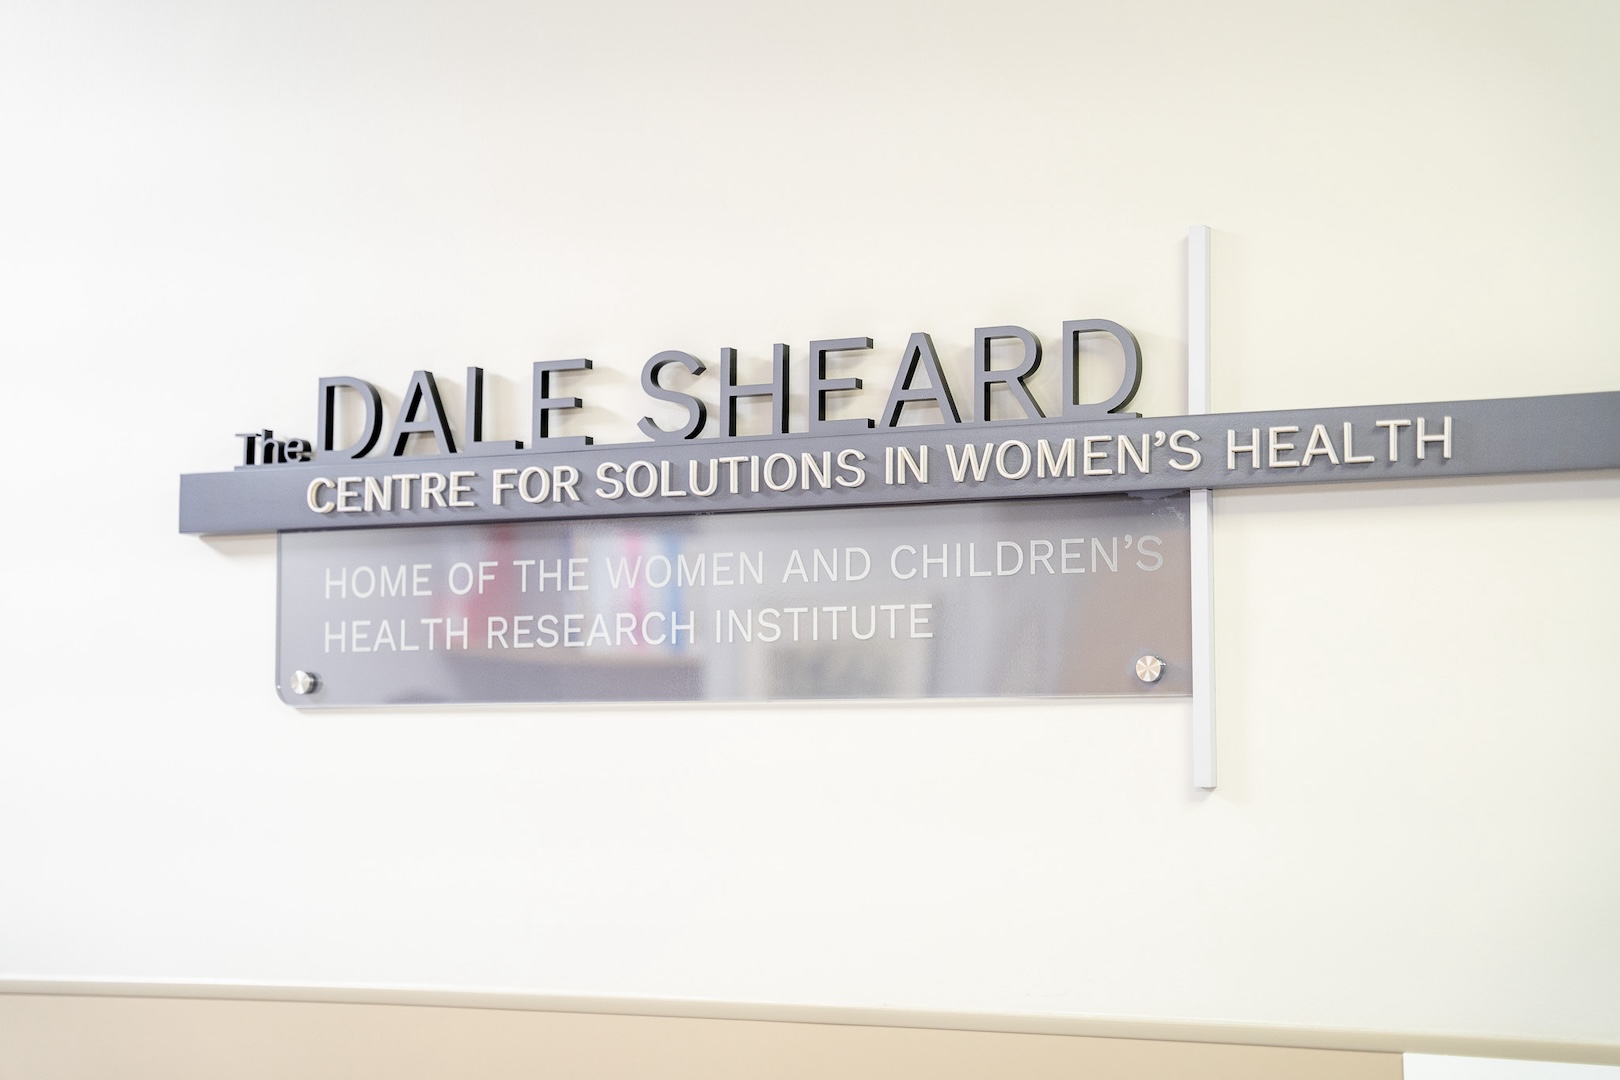 The DALE SHEARD
CENTRE FOR SOLUTIONS IN WOMEN'S HEALTH
HOME OF THE WOMEN AND CHILDREN'S
HEALTH RESEARCH INSTITUTE